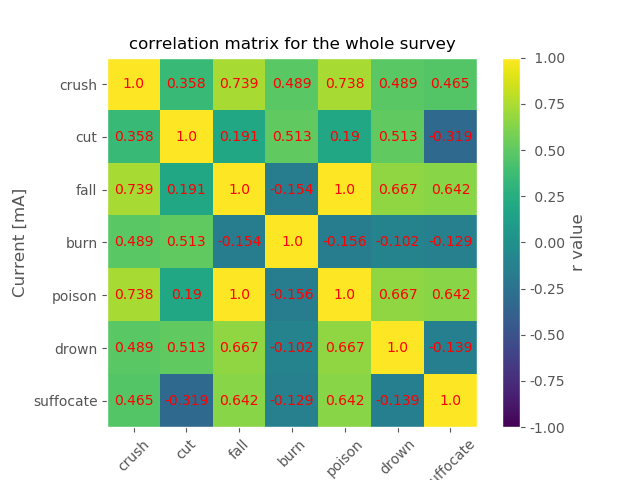 correlation matrix for the whole survey
crush 1.0 0.358 0.739 0.489 0.738 0.489 0.465
cut 0.358 1.0 0.191 0.513 0.19 0.513 -0.319
fall 0.739 0.191 1.0 -0.154 1.0 0.667 0.642
burn 0.489 0.513 -0.154 1.0 -0.156 -0.102 -0.129
poison 0.738 0.19 1.0 -0.156 1.0 0.667 0.642
drown 0.489 0.513 0.667 -0.102 0.667 1.0 -0.139
suffocate 0.465 -0.319 0.642 -0.129 0.642 -0.139 1.0
crush cut fall burn poison drown uffocate
Current [mA]
1.00
0.75
0.50
0.25
0.00
-0.25
-0.50
-0.75
-1.00
r value